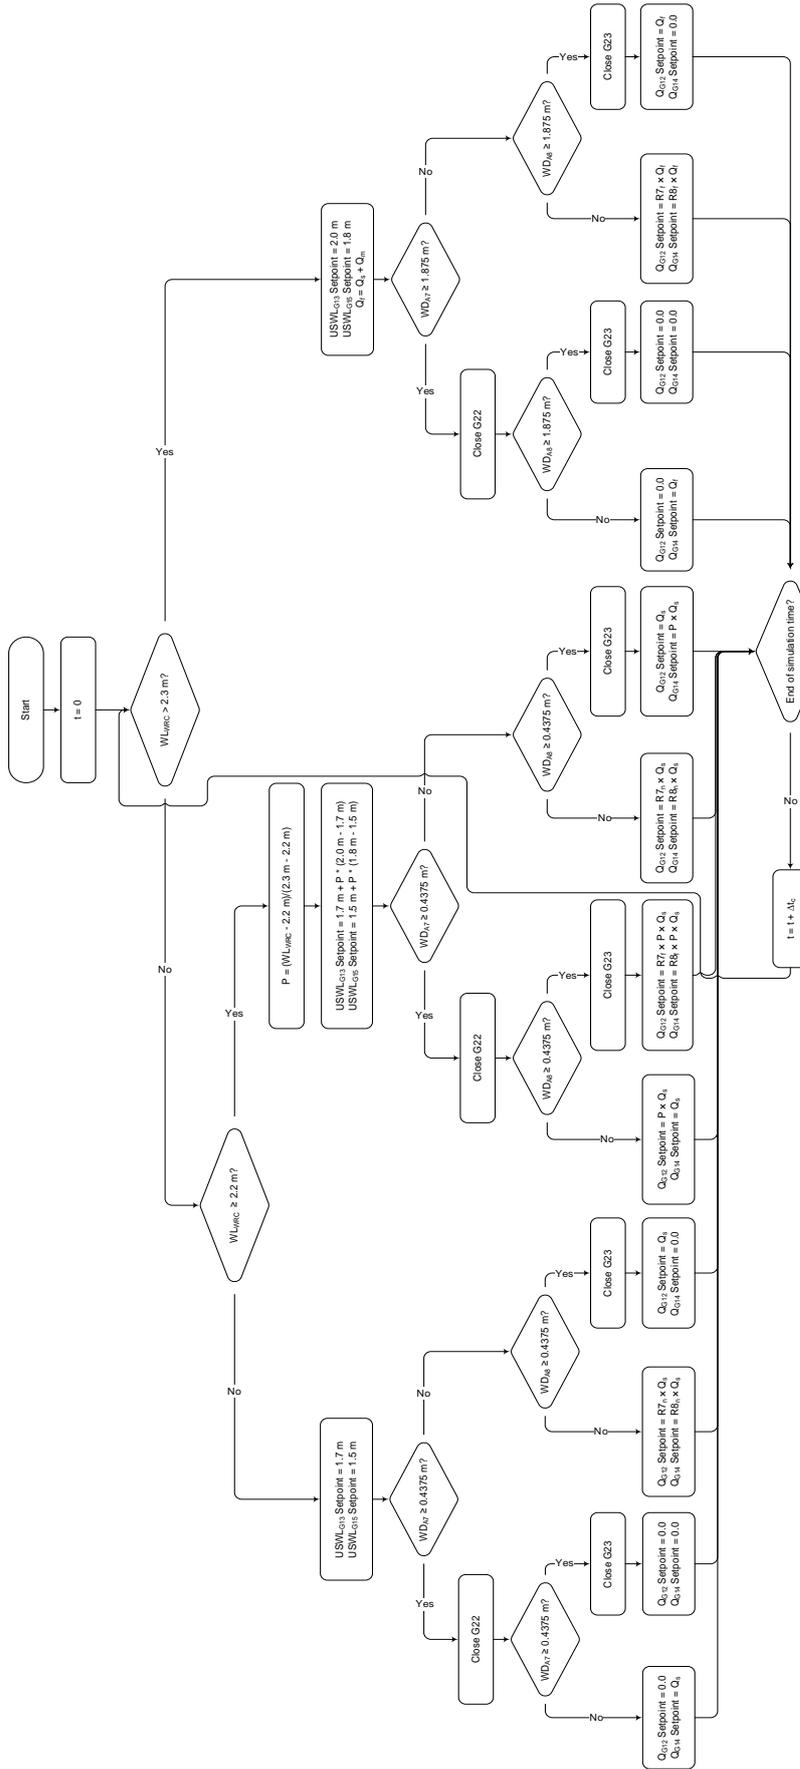 Start
t = 0
WL_WRC > 2.3 m?
No
Yes
WL_WRC ≥ 2.2 m?
No
Yes
P = (WL_WRC - 2.2 m)/(2.3 m - 2.2 m)
USWL_G13 Setpoint = 1.7 m
USWL_G15 Setpoint = 1.5 m
USWL_G13 Setpoint = 1.7 m + P * (2.0 m - 1.7 m)
USWL_G15 Setpoint = 1.5 m + P * (1.8 m - 1.5 m)
USWL_G13 Setpoint = 2.0 m
USWL_G15 Setpoint = 1.8 m
Q_f = Q_s + Q_m
WD_A7 ≥ 0.4375 m?
Yes
No
WD_A7 ≥ 0.4375 m?
Yes
No
WD_A7 ≥ 1.875 m?
Yes
No
Close G22
Close G22
Close G22
WD_A7 ≥ 0.4375 m?
No
Yes
WD_A8 ≥ 0.4375 m?
No
Yes
WD_A8 ≥ 0.4375 m?
No
Yes
WD_A8 ≥ 0.4375 m?
No
Yes
WD_A8 ≥ 1.875 m?
No
Yes
WD_A8 ≥ 1.875 m?
No
Yes
Close G23
Close G23
Close G23
Close G23
Close G23
Close G23
Q_G12 Setpoint = 0.0
Q_G14 Setpoint = Q_s
Q_G12 Setpoint = 0.0
Q_G14 Setpoint = 0.0
Q_G12 Setpoint = R7_n × Q_s
Q_G14 Setpoint = R8_n × Q_s
Q_G12 Setpoint = Q_s
Q_G14 Setpoint = 0.0
Q_G12 Setpoint = P × Q_s
Q_G14 Setpoint = Q_s
Q_G12 Setpoint = R7_f × P × Q_s
Q_G14 Setpoint = R8_f × P × Q_s
Q_G12 Setpoint = R7_n × Q_s
Q_G14 Setpoint = R8_n × Q_s
Q_G12 Setpoint = Q_s
Q_G14 Setpoint = P × Q_s
Q_G12 Setpoint = 0.0
Q_G14 Setpoint = Q_f
Q_G12 Setpoint = 0.0
Q_G14 Setpoint = 0.0
Q_G12 Setpoint = R7_f × Q_f
Q_G14 Setpoint = R8_f × Q_f
Q_G12 Setpoint = Q_f
Q_G14 Setpoint = 0.0
End of simulation time?
No
t = t + Δt_c